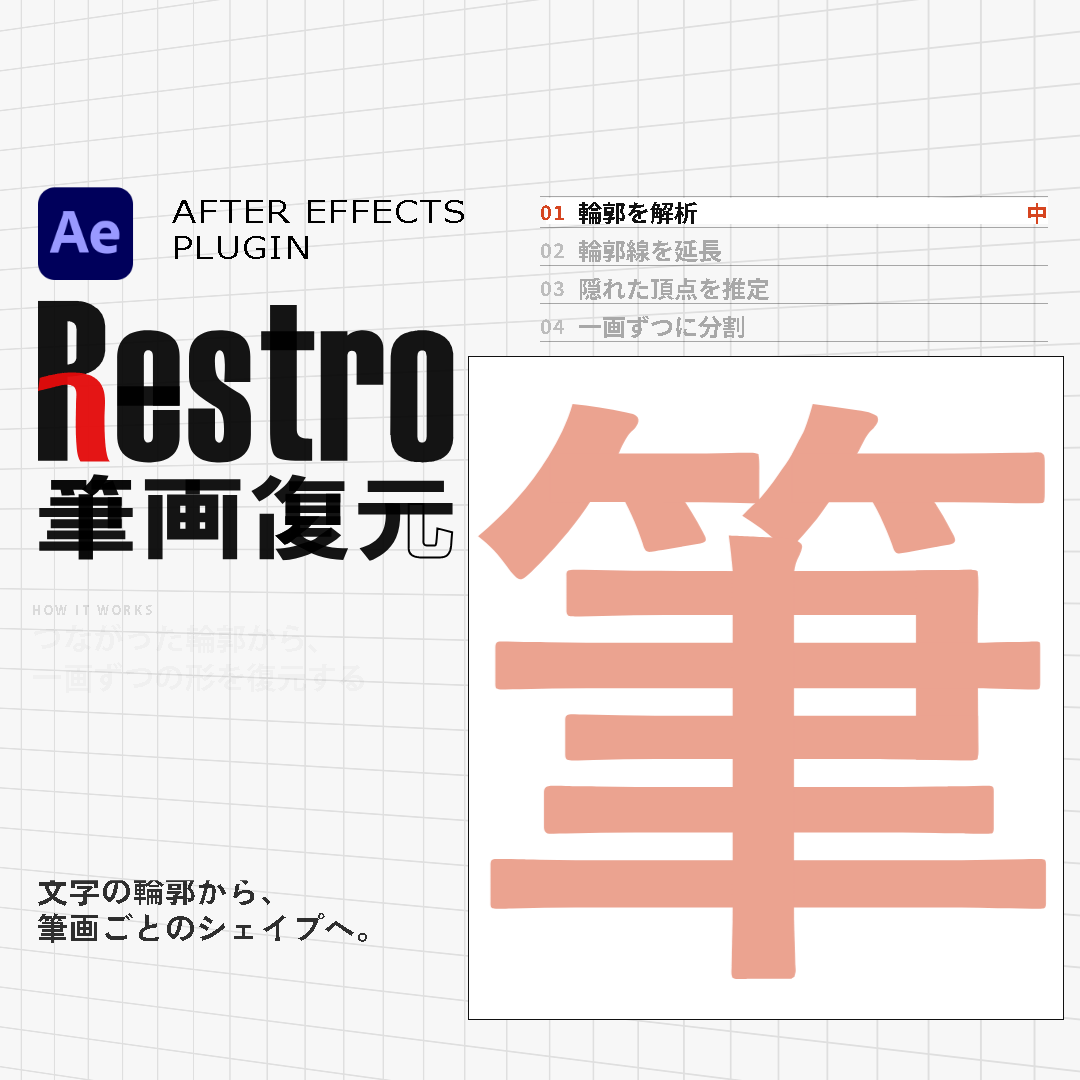 Ae
AFTER EFFECTS
PLUGIN
Restro
筆画復元
HOW IT WORKS
つながった輪郭から、
一画ずつの形を復元する
文字の輪郭から、
筆画ごとのシェイプへ。
01 輪郭を解析 中
02 輪郭線を延長
03 隠れた頂点を推定
04 一画ずつに分割
筆